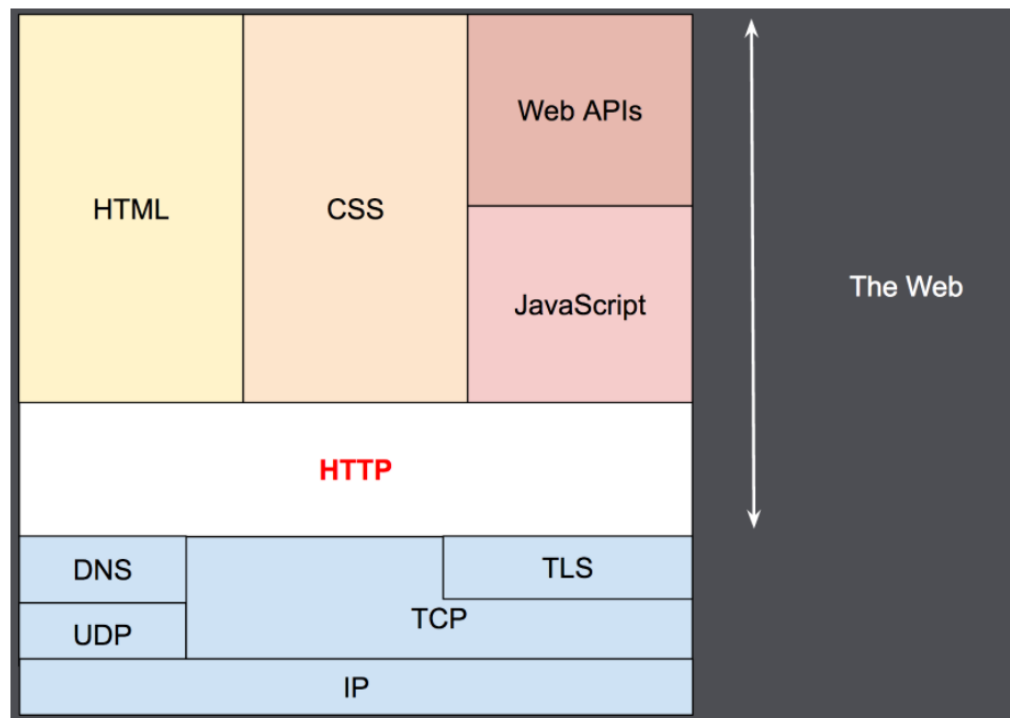 Web APIs
HTML
CSS
The Web
JavaScript
HTTP
DNS
TLS
TCP
UDP
IP